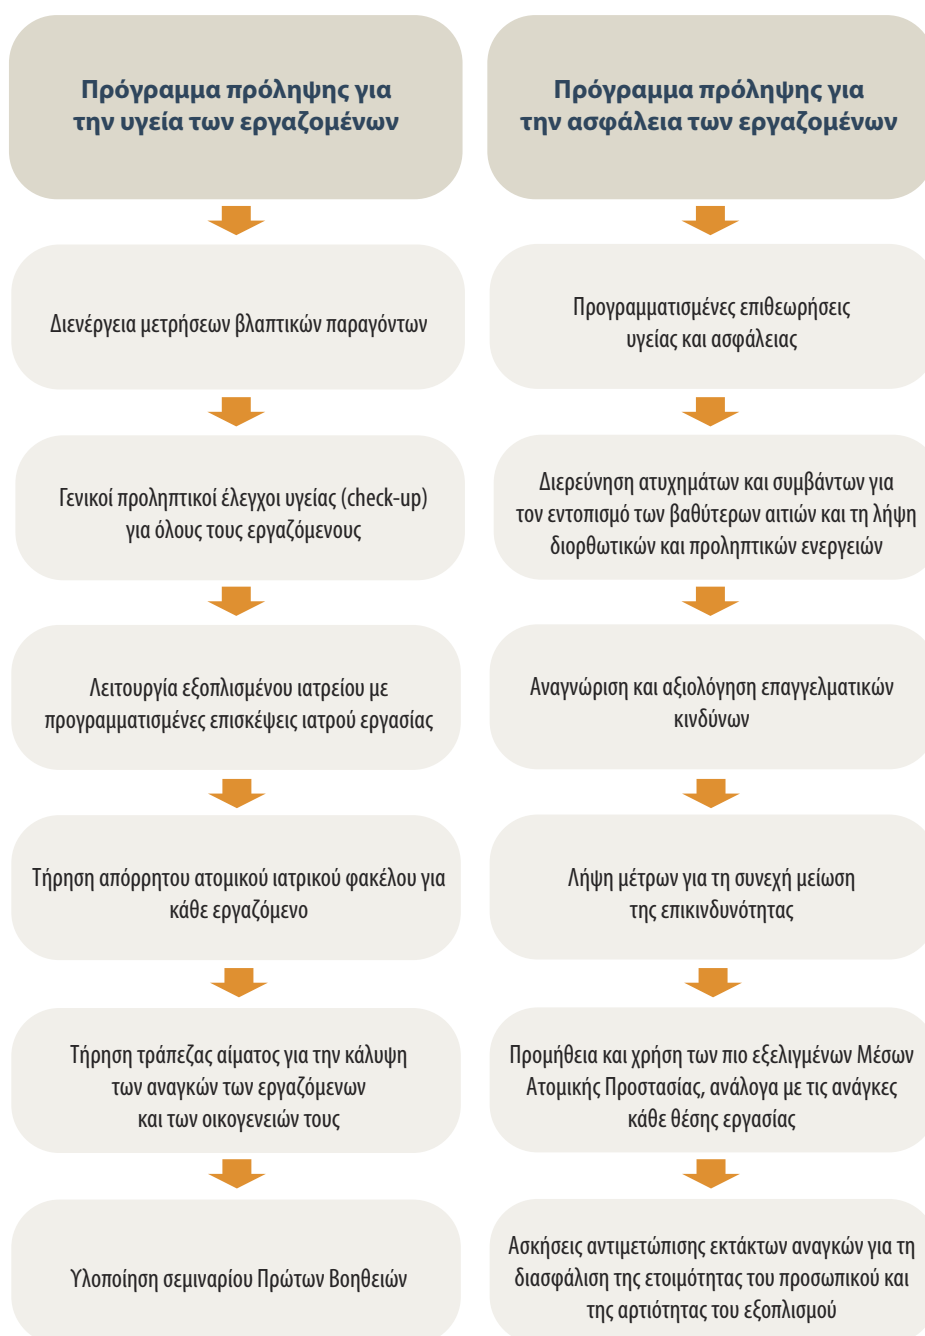 Πρόγραμμα πρόληψης για
την υγεία των εργαζομένων
Διενέργεια μετρήσεων βλαπτικών παραγόντων
Γενικοί προληπτικοί έλεγχοι υγείας (check-up)
για όλους τους εργαζόμενους
Λειτουργία εξοπλισμένου ιατρείου με
προγραμματισμένες επισκέψεις ιατρού εργασίας
Τήρηση απόρρητου ατομικού ιατρικού φακέλου για
κάθε εργαζόμενο
Τήρηση τράπεζας αίματος για την κάλυψη
των αναγκών των εργαζόμενων
και των οικογενειών τους
Υλοποίηση σεμιναρίου Πρώτων Βοηθειών
Πρόγραμμα πρόληψης για
την ασφάλεια των εργαζομένων
Προγραμματισμένες επιθεωρήσεις
υγείας και ασφάλειας
Διερεύνηση ατυχημάτων και συμβάντων για
τον εντοπισμό των βαθύτερων αιτιών και τη λήψη
διορθωτικών και προληπτικών ενεργειών
Αναγνώριση και αξιολόγηση επαγγελματικών
κινδύνων
Λήψη μέτρων για τη συνεχή μείωση
της επικινδυνότητας
Προμήθεια και χρήση των πιο εξελιγμένων Μέσων
Ατομικής Προστασίας, ανάλογα με τις ανάγκες
κάθε θέσης εργασίας
Ασκήσεις αντιμετώπισης εκτάκτων αναγκών για τη
διασφάλιση της ετοιμότητας του προσωπικού και
της αρτιότητας του εξοπλισμού